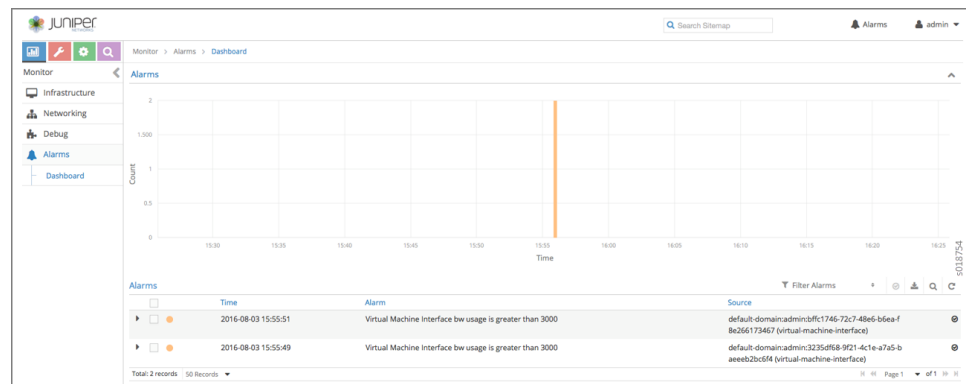 JUNIPER
NETWORKS
Search Sitemap
Alarms
admin
Monitor > Alarms > Dashboard
Monitor
Infrastructure
Networking
Debug
Alarms
Dashboard
Alarms
2
1.500
1
0.5
0
Count
15:30 15:35 15:40 15:45 15:50 15:55 16:00 16:05 16:10 16:15 16:20 16:25
Time
s018754
Alarms
Filter Alarms
Time Alarm Source
2016-08-03 15:55:51 Virtual Machine Interface bw usage is greater than 3000 default-domain:admin:bffc1746-72c7-48e6-b6ea-f
8e266173467 (virtual-machine-interface)
2016-08-03 15:55:49 Virtual Machine Interface bw usage is greater than 3000 default-domain:admin:3235df68-9f21-4c1e-a7a5-b
aeeeb2bc6f4 (virtual-machine-interface)
Total: 2 records 50 Records Page 1 of 1